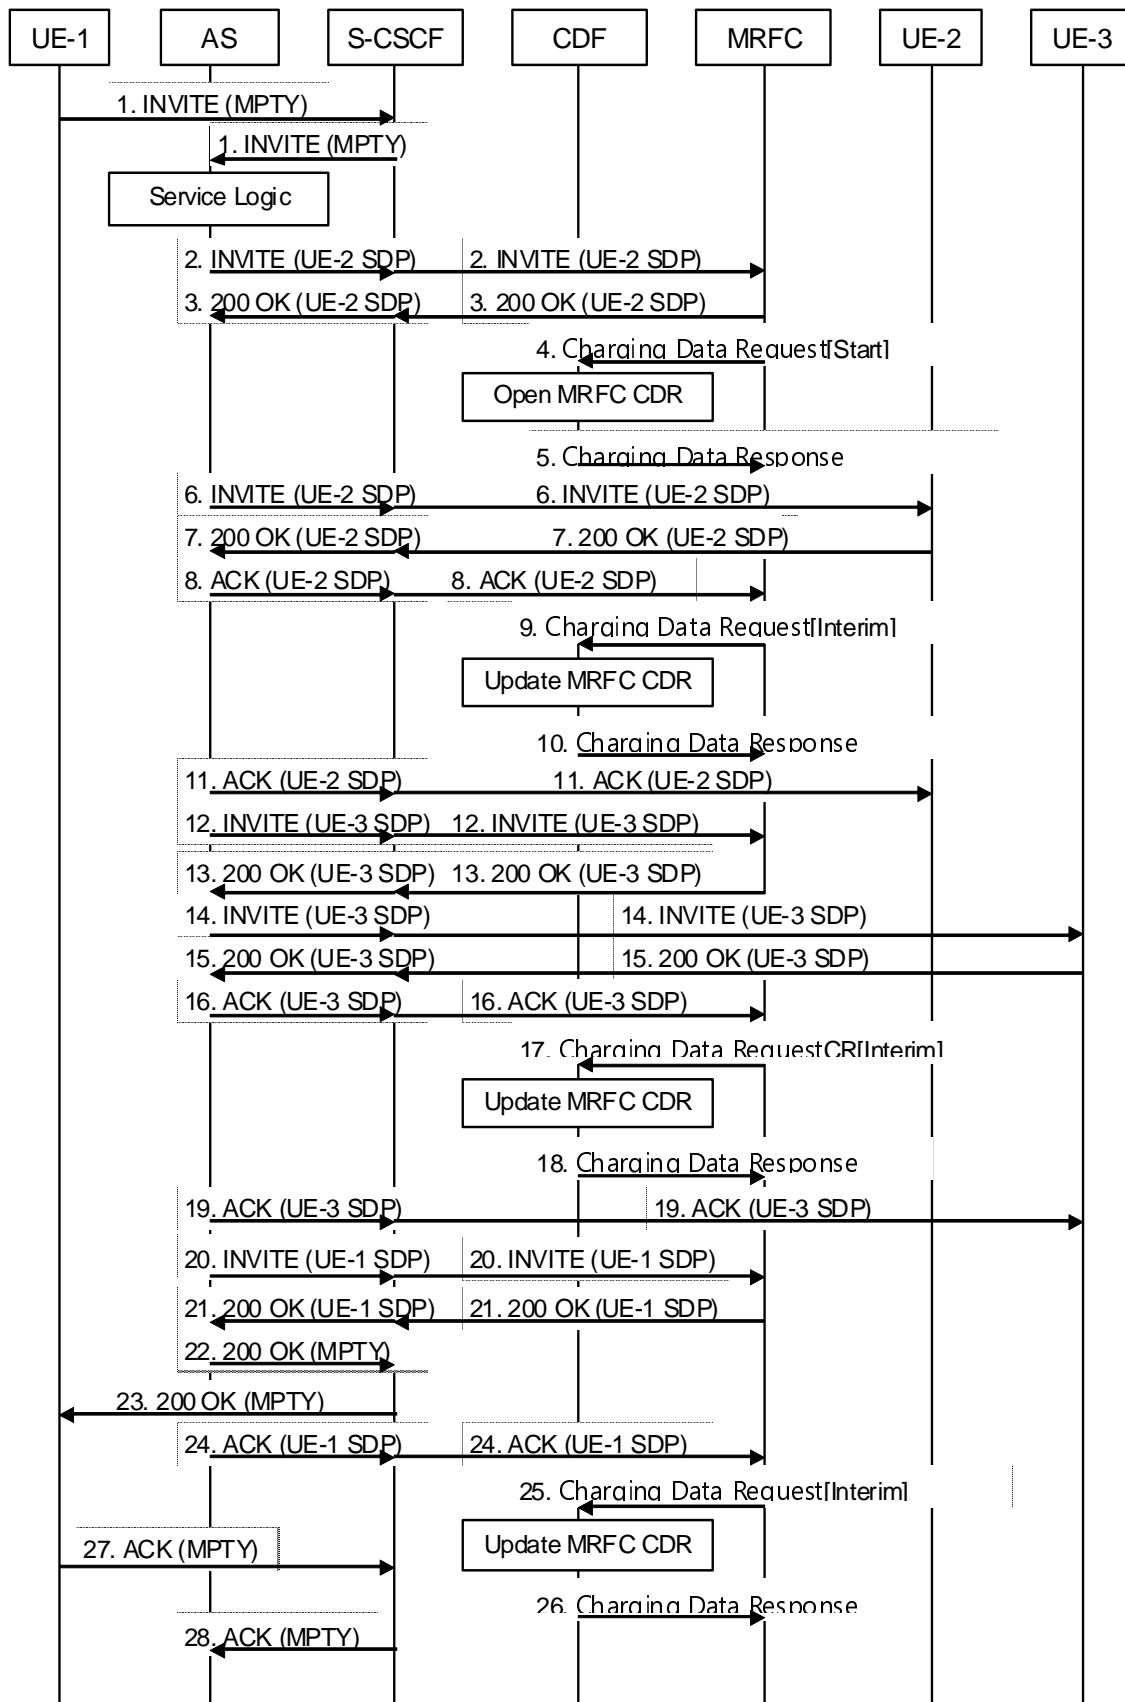 UE-1 AS S-CSCF CDF MRFC UE-2 UE-3
1. INVITE (MPTY)
1. INVITE (MPTY)
Service Logic
2. INVITE (UE-2 SDP) 2. INVITE (UE-2 SDP)
3. 200 OK (UE-2 SDP) 3. 200 OK (UE-2 SDP)
4. Charging Data Request[Start]
Open MRFC CDR
5. Charging Data Response
6. INVITE (UE-2 SDP) 6. INVITE (UE-2 SDP)
7. 200 OK (UE-2 SDP) 7. 200 OK (UE-2 SDP)
8. ACK (UE-2 SDP) 8. ACK (UE-2 SDP)
9. Charging Data Request[Interim]
Update MRFC CDR
10. Charging Data Response
11. ACK (UE-2 SDP) 11. ACK (UE-2 SDP)
12. INVITE (UE-3 SDP) 12. INVITE (UE-3 SDP)
13. 200 OK (UE-3 SDP) 13. 200 OK (UE-3 SDP)
14. INVITE (UE-3 SDP) 14. INVITE (UE-3 SDP)
15. 200 OK (UE-3 SDP) 15. 200 OK (UE-3 SDP)
16. ACK (UE-3 SDP) 16. ACK (UE-3 SDP)
17. Charging Data RequestCR[Interim]
Update MRFC CDR
18. Charging Data Response
19. ACK (UE-3 SDP) 19. ACK (UE-3 SDP)
20. INVITE (UE-1 SDP) 20. INVITE (UE-1 SDP)
21. 200 OK (UE-1 SDP) 21. 200 OK (UE-1 SDP)
22. 200 OK (MPTY)
23. 200 OK (MPTY)
24. ACK (UE-1 SDP) 24. ACK (UE-1 SDP)
25. Charging Data Request[Interim]
Update MRFC CDR
27. ACK (MPTY)
26. Charging Data Response
28. ACK (MPTY)